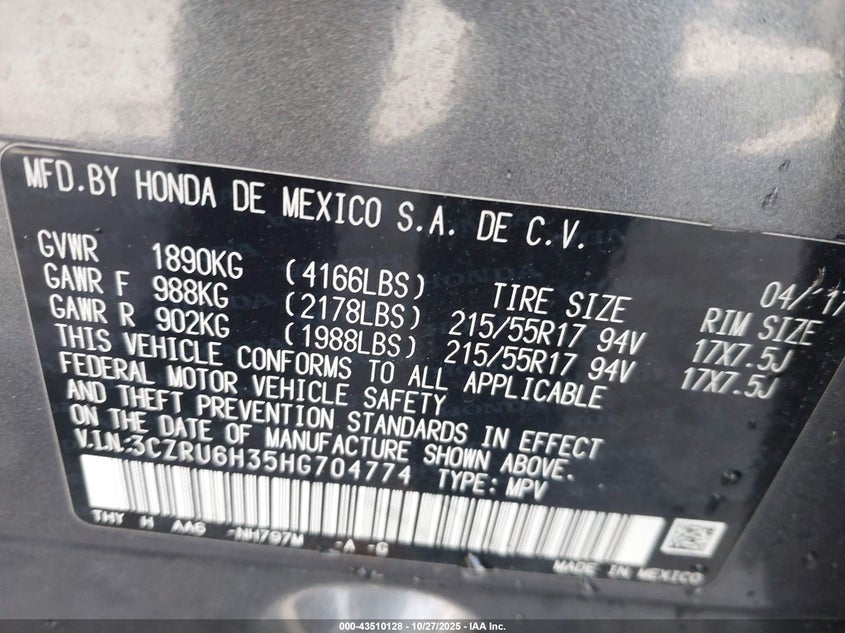 MFD.BY HONDA DE MEXICO S.A. DE C.V.
04/'17
GVWR 1890KG (4166LBS) TIRE SIZE RIM SIZE
GAWR F 988KG (2178LBS) 215/55R17 94V 17X7.5J
GAWR R 902KG (1988LBS) 215/55R17 94V 17X7.5J
THIS VEHICLE CONFORMS TO ALL APPLICABLE
FEDERAL MOTOR VEHICLE SAFETY
AND THEFT PREVENTION STANDARDS IN EFFECT
ON THE DATE OF MANUFACTURE SHOWN ABOVE.
V.I.N:3CZRU6H35HG704774 TYPE: MPV
THY H AA6 -NH797M -A -G
MADE IN MEXICO
000-43510128 | 10/27/2025 | IAA Inc.